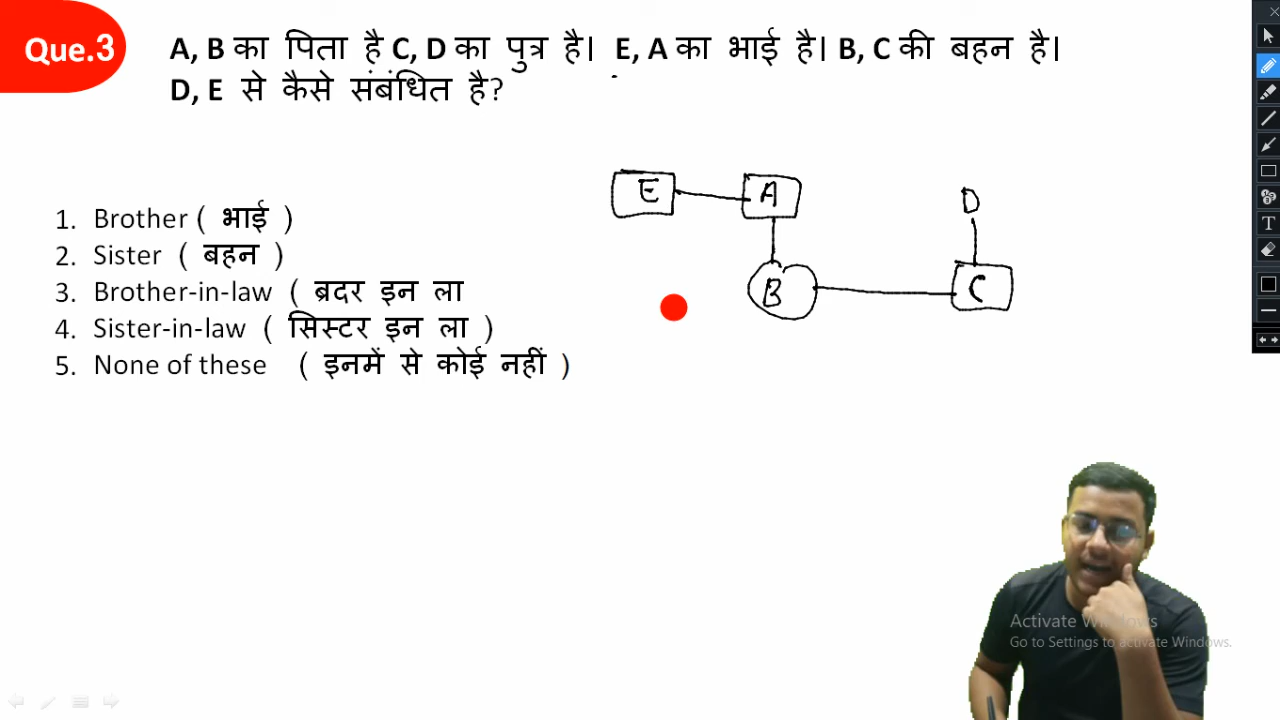 Que.3
A, B का पिता है C, D का पुत्र है। E, A का भाई है। B, C की बहन है।
D, E से कैसे संबंधित है?
1. Brother ( भाई )
2. Sister ( बहन )
3. Brother-in-law ( ब्रदर इन ला
4. Sister-in-law ( सिस्टर इन ला )
5. None of these ( इनमें से कोई नहीं )
E A D
B C
T
Activate Windows
Go to Settings to activate Windows.